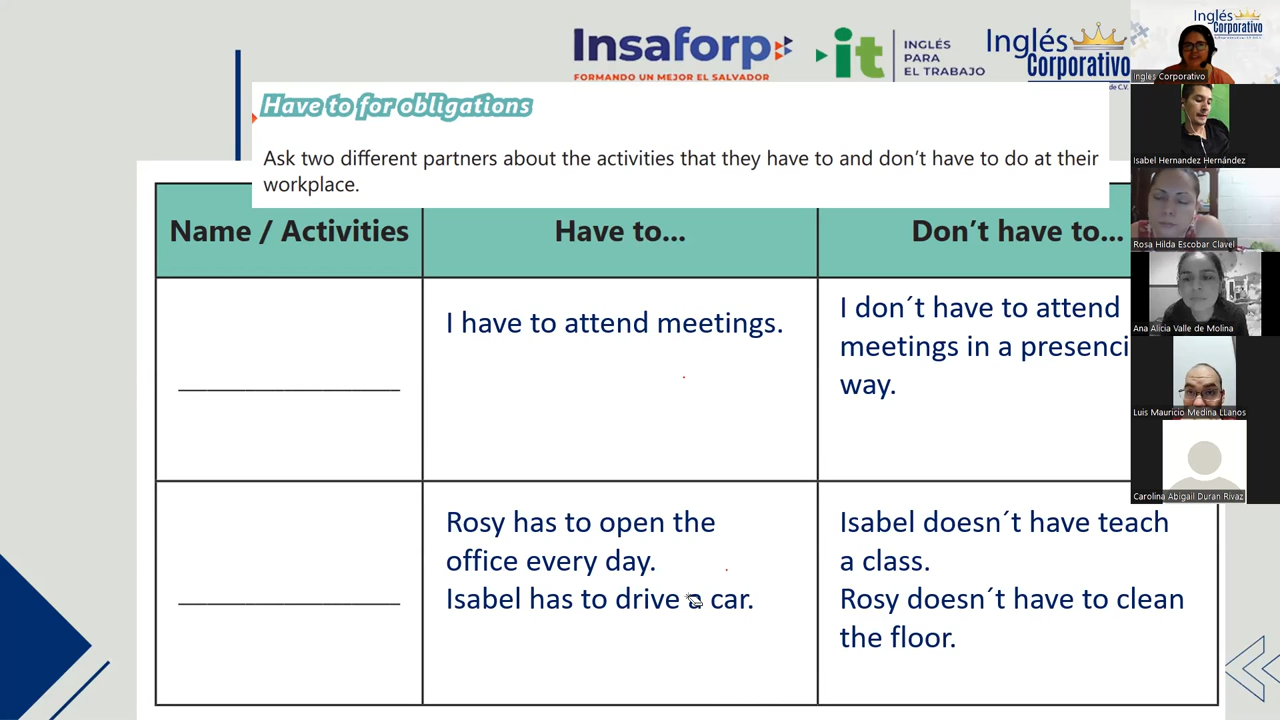 Insaforp
FORMANDO UN MEJOR EL SALVADOR
it
INGLÉS
PARA
EL TRABAJO
Inglés
Corporativo
de C.V.
Have to for obligations
Ask two different partners about the activities that they have to and don't have to do at their
workplace.
Name / Activities
Have to...
Don't have to...
I have to attend meetings.
I don´t have to attend
meetings in a presenci
way.
Rosy has to open the
office every day.
Isabel has to drive a car.
Isabel doesn´t have teach
a class.
Rosy doesn´t have to clean
the floor.
Inglés
Corporativo
Inglés Corporativo
Isabel Hernandez Hernández
Rosa Hilda Escobar Clavel
Ana Alicia Valle de Molina
Luis Mauricio Medina LLanos
Carolina Abigail Duran Rivaz